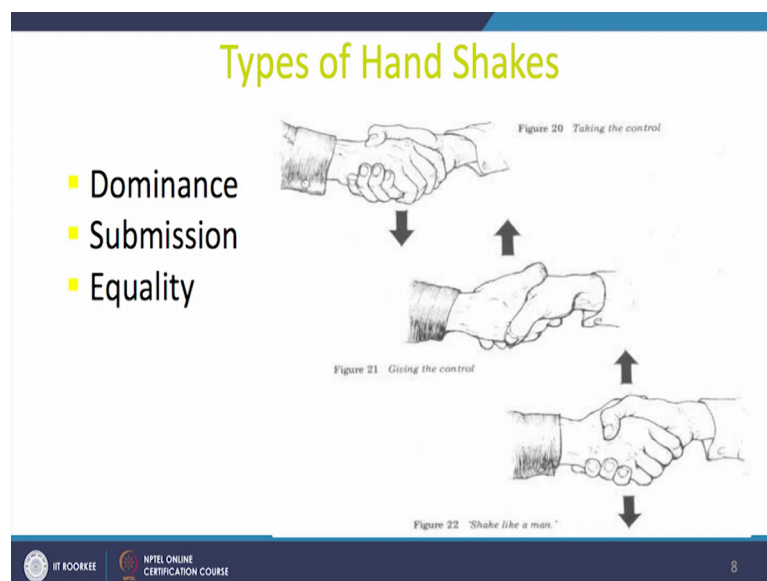 Types of Hand Shakes
Figure 20 Taking the control
Dominance
Submission
Equality
Figure 21 Giving the control
Figure 22 'Shake like a man.'
IIT ROORKEE
NPTEL ONLINE
CERTIFICATION COURSE
8